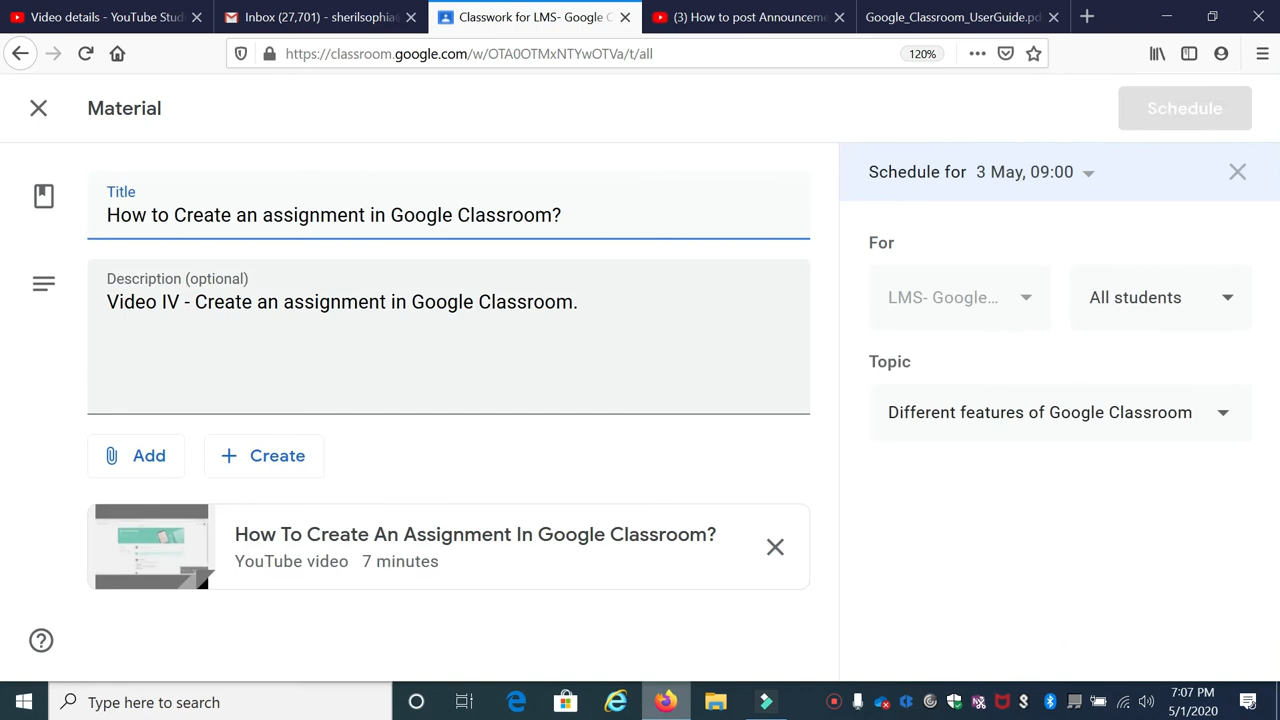 Video details - YouTube Stud
Inbox (27,701) - sherilsophia@
Classwork for LMS- Google C
(3) How to post Announceme
Google_Classroom_UserGuide.pd
https://classroom.google.com/w/OTA0OTMxNTYwOTVa/t/all
120%
Material
Schedule
Schedule for 3 May, 09:00
Title
How to Create an assignment in Google Classroom?
Description (optional)
Video IV - Create an assignment in Google Classroom.
For
LMS- Google...
All students
Topic
Different features of Google Classroom
Add
Create
How To Create An Assignment In Google Classroom?
YouTube video 7 minutes
Type here to search
7:07 PM
5/1/2020